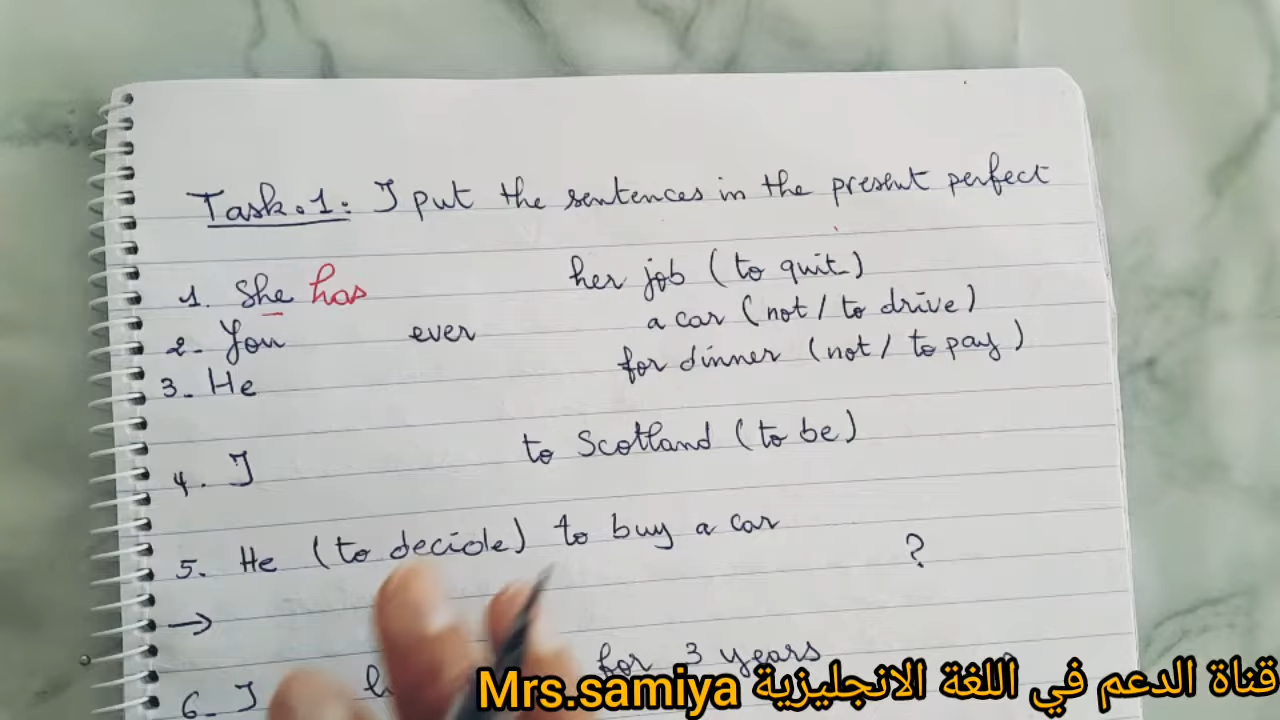 Task.1: I put the sentences in the present perfect
1. She has her job (to quit)
2- You ever a car (not / to drive)
3. He for dinner (not / to pay)
4. I to Scotland (to be)
5. He (to decide) to buy a car
?
→
6_ I for 3 years
Mrs.samiya قناة الدعم في اللغة الانجليزية